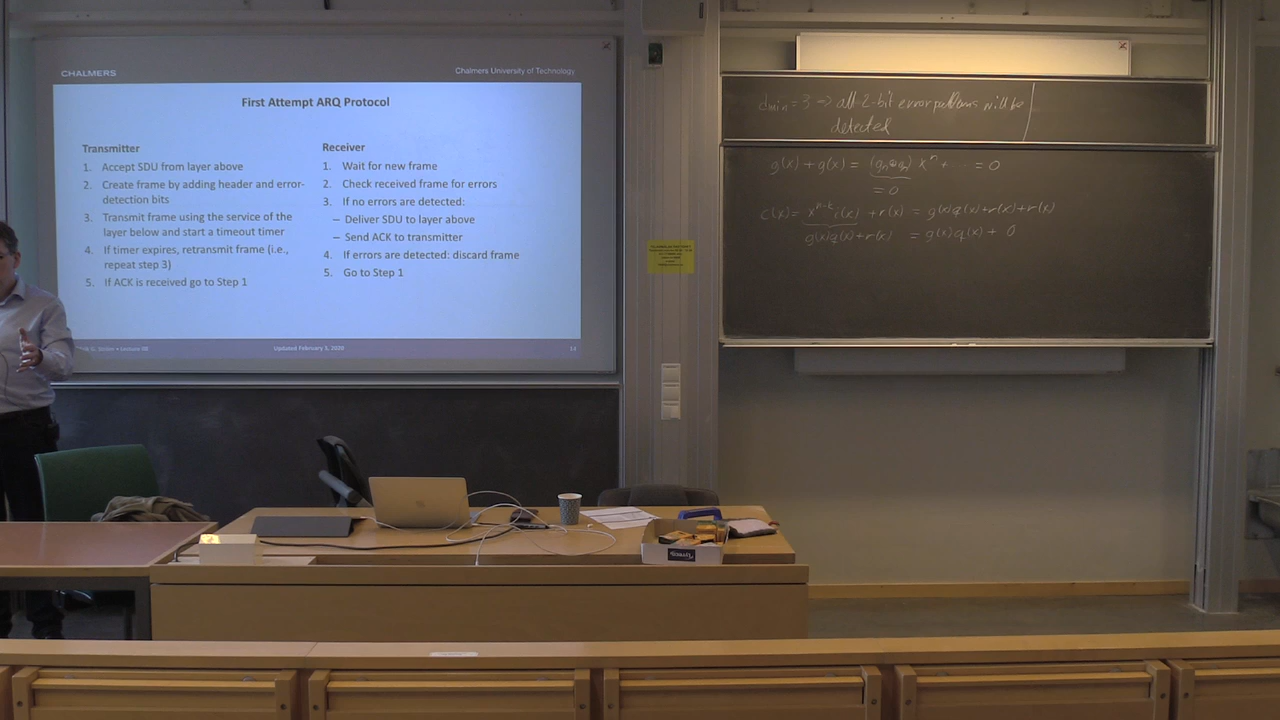 CHALMERS
Chalmers University of Technology
First Attempt ARQ Protocol
Transmitter
1. Accept SDU from layer above
2. Create frame by adding header and error-
detection bits
3. Transmit frame using the service of the
layer below and start a timeout timer
4. If timer expires, retransmit frame (i.e.,
repeat step 3)
5. If ACK is received go to Step 1
Receiver
1. Wait for new frame
2. Check received frame for errors
3. If no errors are detected:
– Deliver SDU to layer above
– Send ACK to transmitter
4. If errors are detected: discard frame
5. Go to Step 1
Updated February 3, 2020
14
dmin = 3 => all 2-bit error patterns will be
detected
g(x) + g(x) = (gn ⊕ gn) x^n + ... = 0
= 0
c(x) = x^n-k i(x) + r(x) = g(x)q(x) + r(x) + r(x)
g(x)q(x) + r(x) = g(x)q(x) + 0